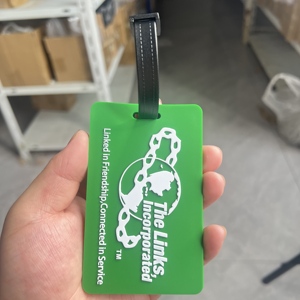 The Links,
Incorporated
TM
Linked in Friendship,Connected in Service